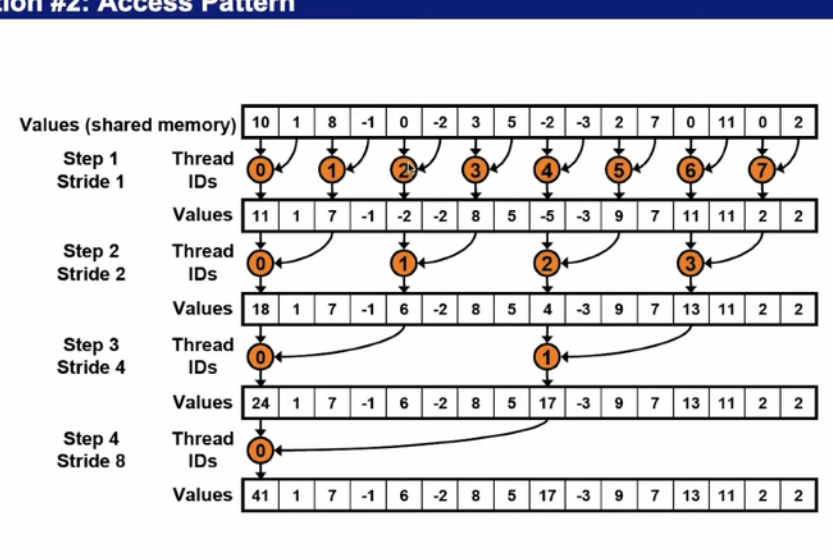 tion #2: Access Pattern
Values (shared memory) 10 1 8 -1 0 -2 3 5 -2 -3 2 7 0 11 0 2
Step 1 Thread 0 1 2 3 4 5 6 7
Stride 1 IDs
Values 11 1 7 -1 -2 -2 8 5 -5 -3 9 7 11 11 2 2
Step 2 Thread 0 1 2 3
Stride 2 IDs
Values 18 1 7 -1 6 -2 8 5 4 -3 9 7 13 11 2 2
Step 3 Thread 0 1
Stride 4 IDs
Values 24 1 7 -1 6 -2 8 5 17 -3 9 7 13 11 2 2
Step 4 Thread 0
Stride 8 IDs
Values 41 1 7 -1 6 -2 8 5 17 -3 9 7 13 11 2 2